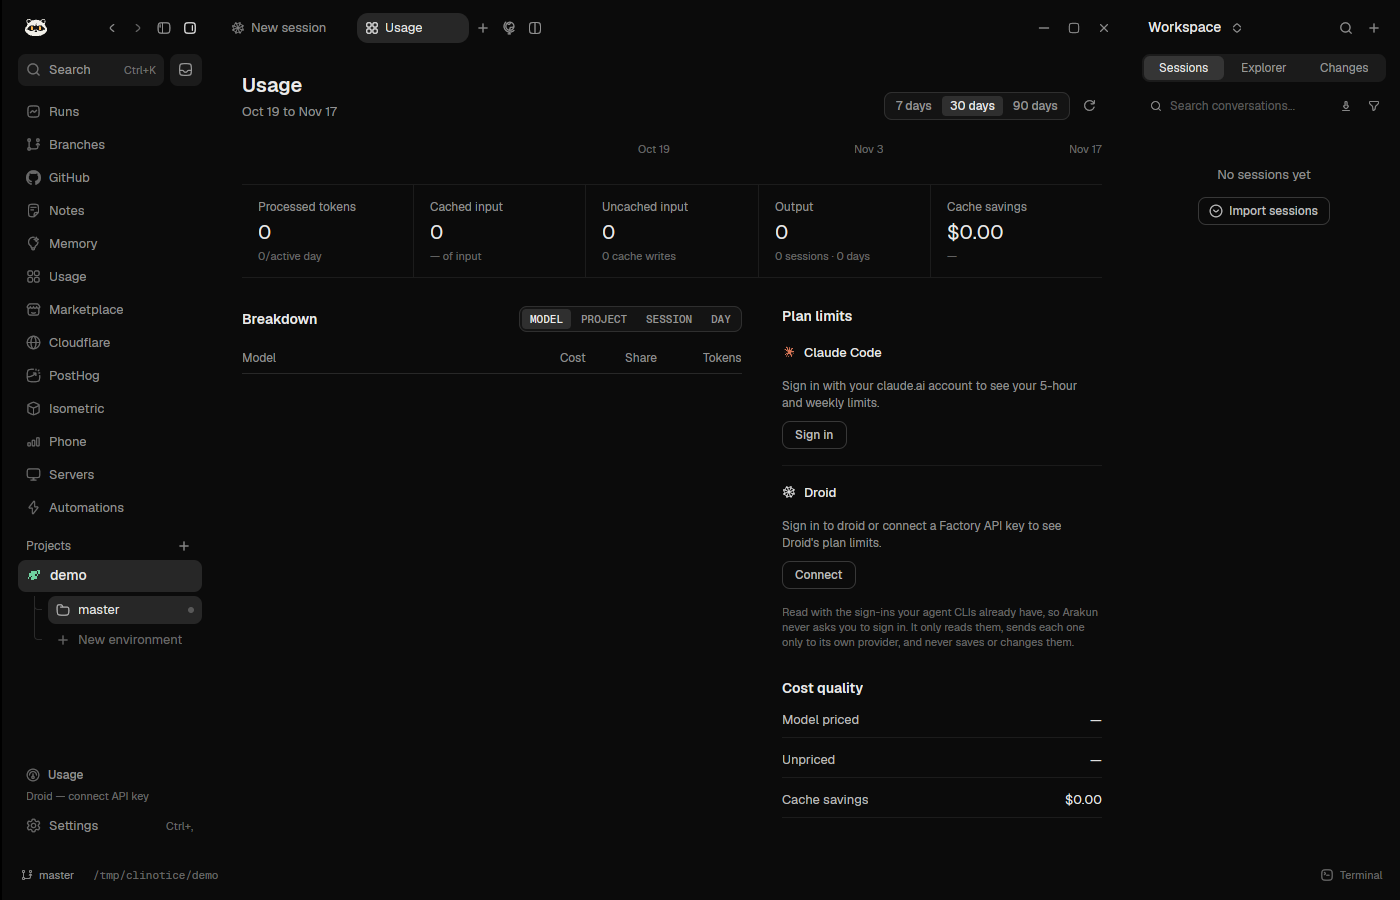 New session
Usage
Workspace
Search Ctrl+K
Runs
Branches
GitHub
Notes
Memory
Usage
Marketplace
Cloudflare
PostHog
Isometric
Phone
Servers
Automations
Projects
demo
master
New environment
Usage
Droid — connect API key
Settings Ctrl+,
master /tmp/clinotice/demo
Usage
Oct 19 to Nov 17
7 days 30 days 90 days
Oct 19 Nov 3 Nov 17
Processed tokens
0
0/active day
Cached input
0
— of input
Uncached input
0
0 cache writes
Output
0
0 sessions · 0 days
Cache savings
$0.00
—
Breakdown
MODEL PROJECT SESSION DAY
Model Cost Share Tokens
Plan limits
Claude Code
Sign in with your claude.ai account to see your 5-hour
and weekly limits.
Sign in
Droid
Sign in to droid or connect a Factory API key to see
Droid's plan limits.
Connect
Read with the sign-ins your agent CLIs already have, so Arakun
never asks you to sign in. It only reads them, sends each one
only to its own provider, and never saves or changes them.
Cost quality
Model priced —
Unpriced —
Cache savings $0.00
Sessions Explorer Changes
Search conversations...
No sessions yet
Import sessions
Terminal